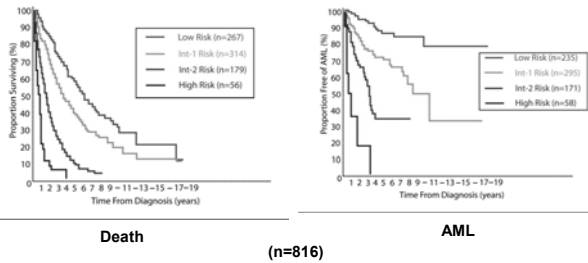 100
90
80
70
60
50
40
30
20
10
0
Proportion Surviving (%)
Low Risk (n=267)
Int-1 Risk (n=314)
Int-2 Risk (n=179)
High Risk (n=56)
1 2 3 4 5 6 7 8 9 –11 –13 –15 –17–19
Time From Diagnosis (years)
Death
100
90
80
70
60
50
40
30
20
10
0
Proportion Free of AML (%)
Low Risk (n=235)
Int-1 Risk (n=295)
Int-2 Risk (n=171)
High Risk (n=58)
1 2 3 4 5 6 7 8 9 –11 –13 –15 –17–19
Time From Diagnosis (years)
AML
(n=816)